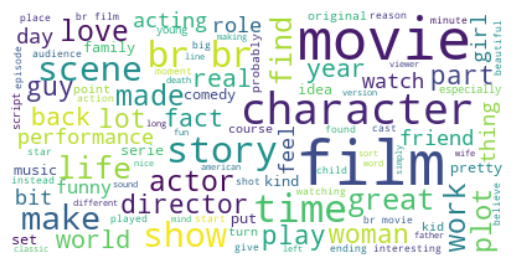 place
br film
young
acting
role
original
reason
minute
movie
audience
day
love
br br
big
making
find
girl
beautiful
episode
scene
family
line
real
probably
year
idea
viewer
especially
guy
point
moment
death
version
watch
part
script
action
made
comedy
character
back
lot
fact
course
found
cast
thing
performance
long
fun
story
feel
friend
star
serie
film
sort
word
simply
wife
life
nice
american
music
sound
actor
shot
kind
watching
child
pretty
instead
funny
different
director
time
great
work
plot
believe
bit
make
played
mind
start
put
br movie
father
kid
set
world
show
turn
play
woman
classic
give
left
ending
interesting